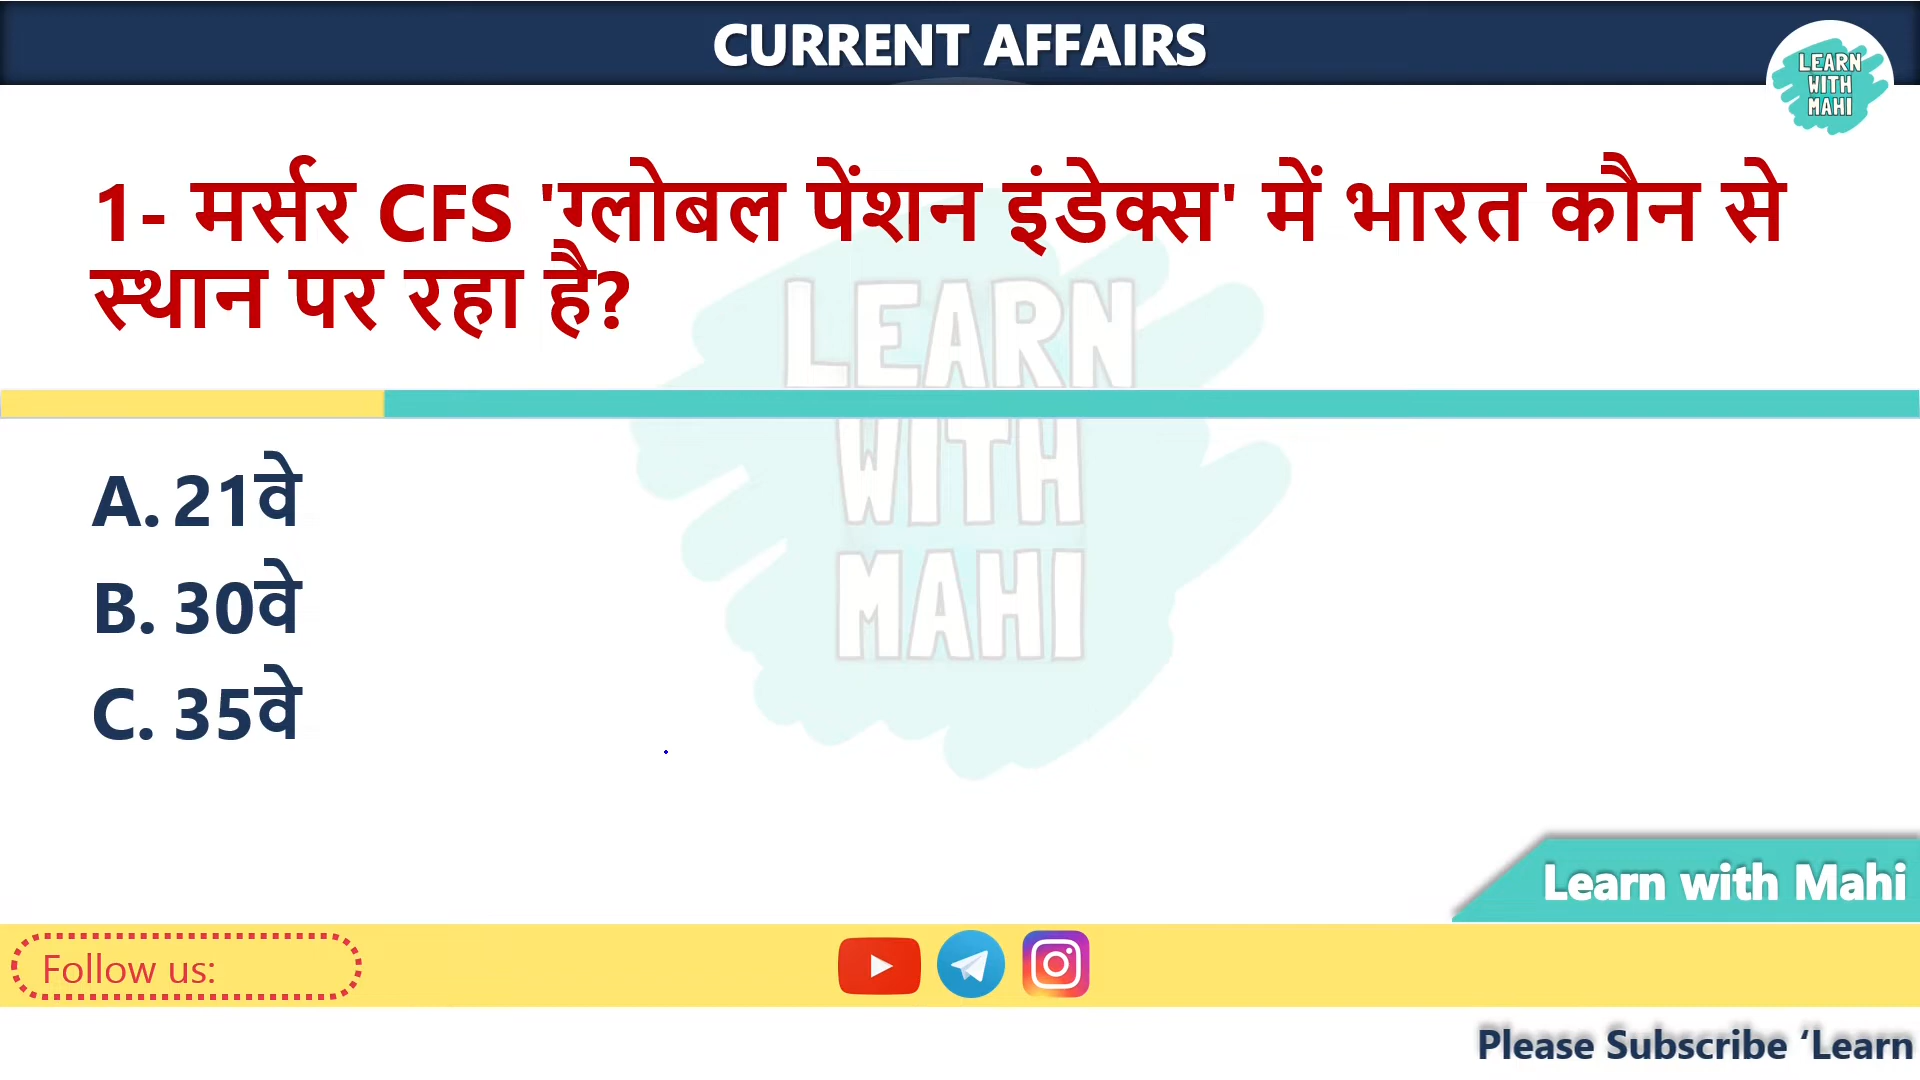 CURRENT AFFAIRS
LEARN
WITH
MAHI
1- मर्सर CFS 'ग्लोबल पेंशन इंडेक्स' में भारत कौन से
स्थान पर रहा है?
LEARN
WITH
MAHI
A. 21वे
B. 30वे
C. 35वे
Learn with Mahi
Follow us:
Please Subscribe ‘Learn